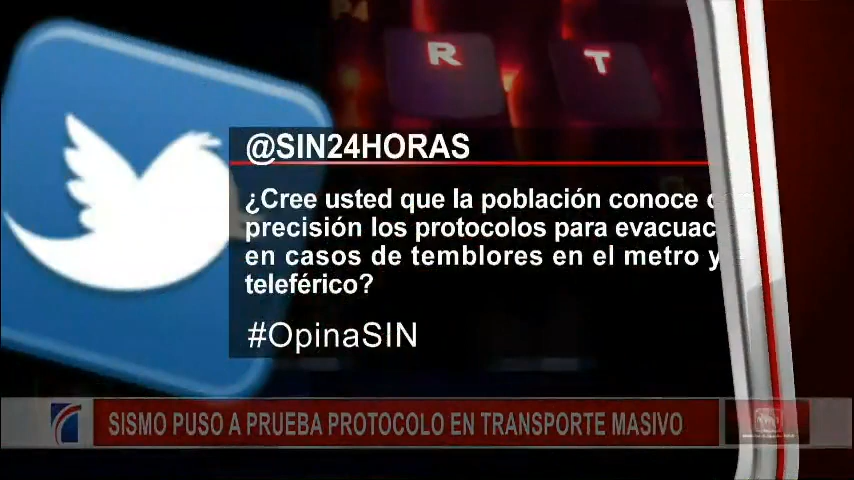 R T
@SIN24HORAS
¿Cree usted que la población conoce
precisión los protocolos para evacuac
en casos de temblores en el metro y
teleférico?
#OpinaSIN
SISMO PUSO A PRUEBA PROTOCOLO EN TRANSPORTE MASIVO